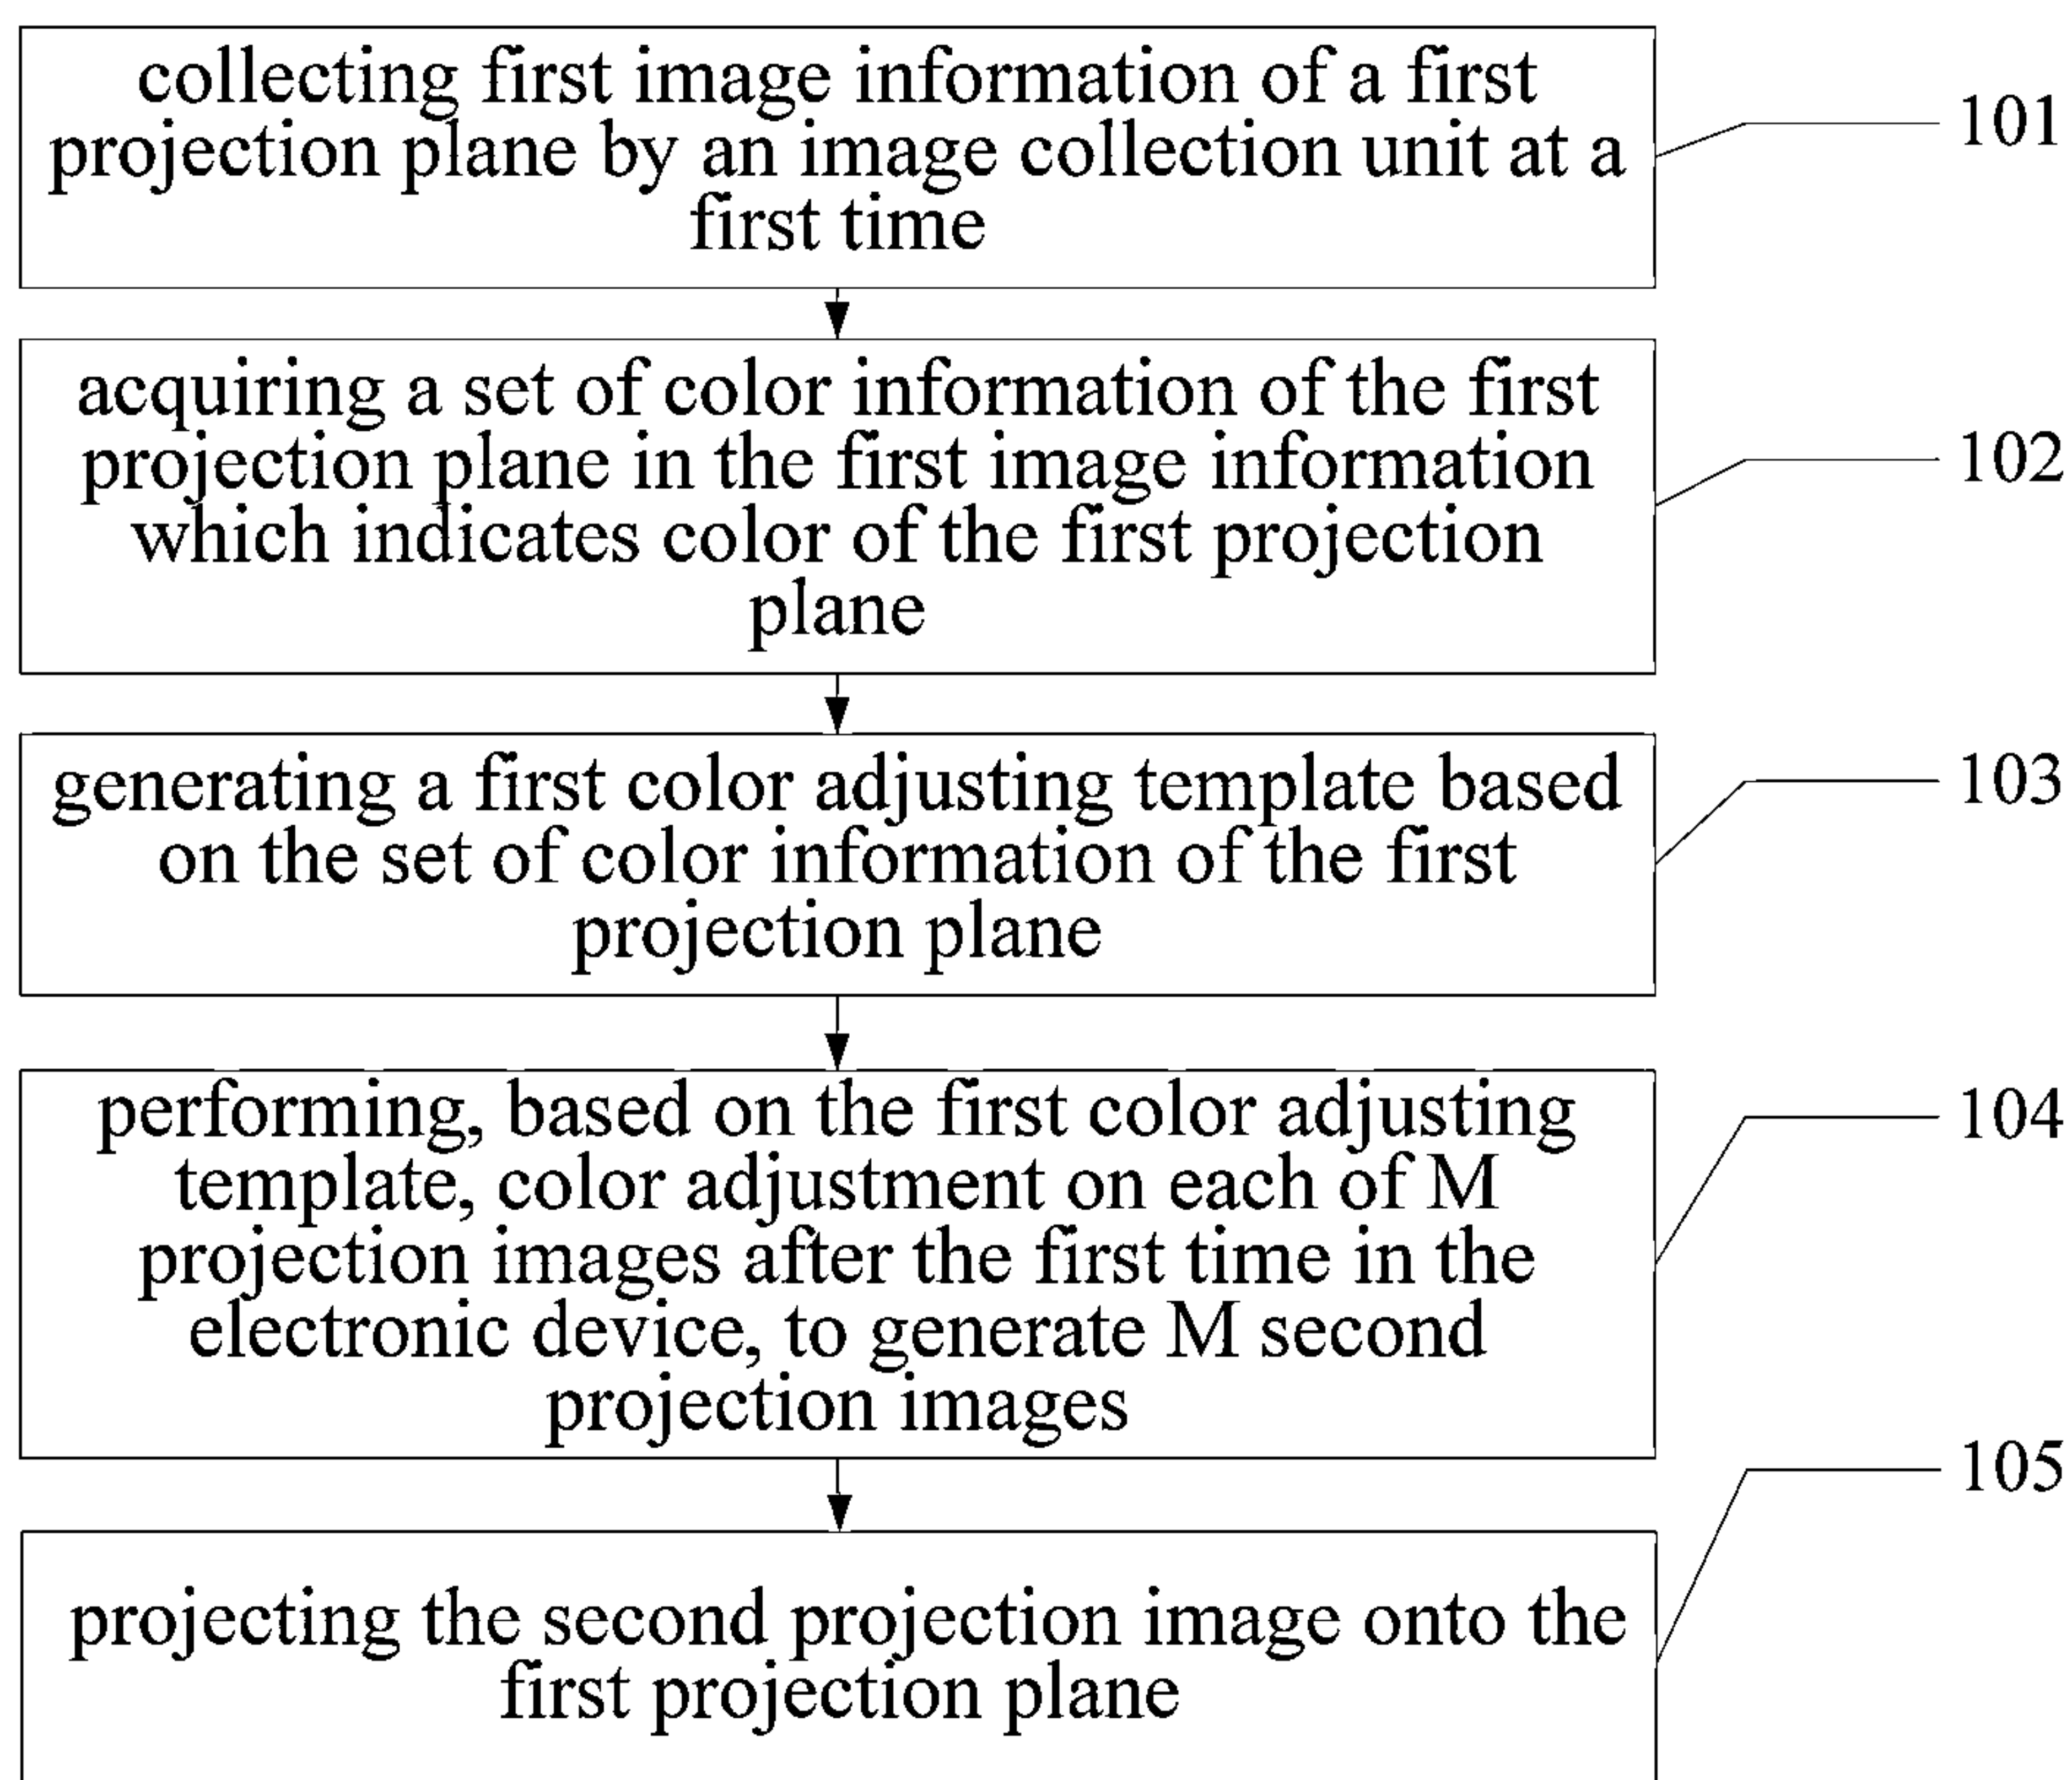 collecting first image information of a first
projection plane by an image collection unit at a
first time
101
acquiring a set of color information of the first
projection plane in the first image information
which indicates color of the first projection
plane
102
generating a first color adjusting template based
on the set of color information of the first
projection plane
103
performing, based on the first color adjusting
template, color adjustment on each of M
projection images after the first time in the
electronic device, to generate M second
projection images
104
projecting the second projection image onto the
first projection plane
105